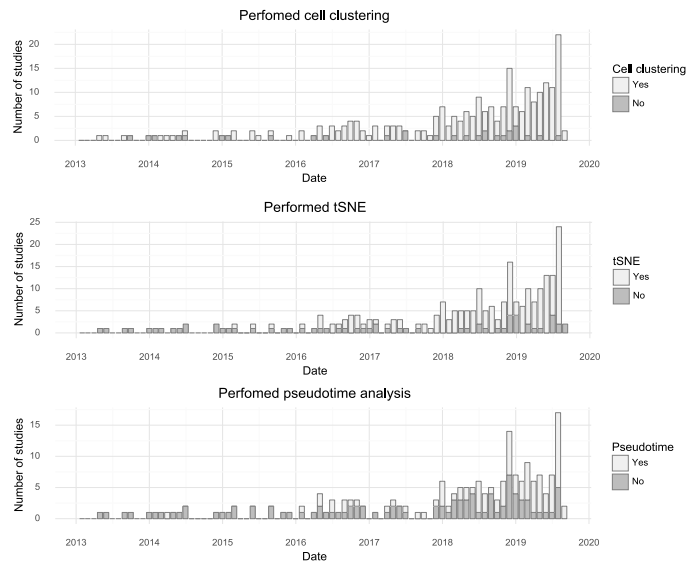 Perfomed cell clustering
Number of studies
20
15
10
5
0
2013 2014 2015 2016 2017 2018 2019 2020
Date
Cell clustering
Yes
No
Performed tSNE
Number of studies
25
20
15
10
5
0
2013 2014 2015 2016 2017 2018 2019 2020
Date
tSNE
Yes
No
Perfomed pseudotime analysis
Number of studies
15
10
5
0
2013 2014 2015 2016 2017 2018 2019 2020
Date
Pseudotime
Yes
No